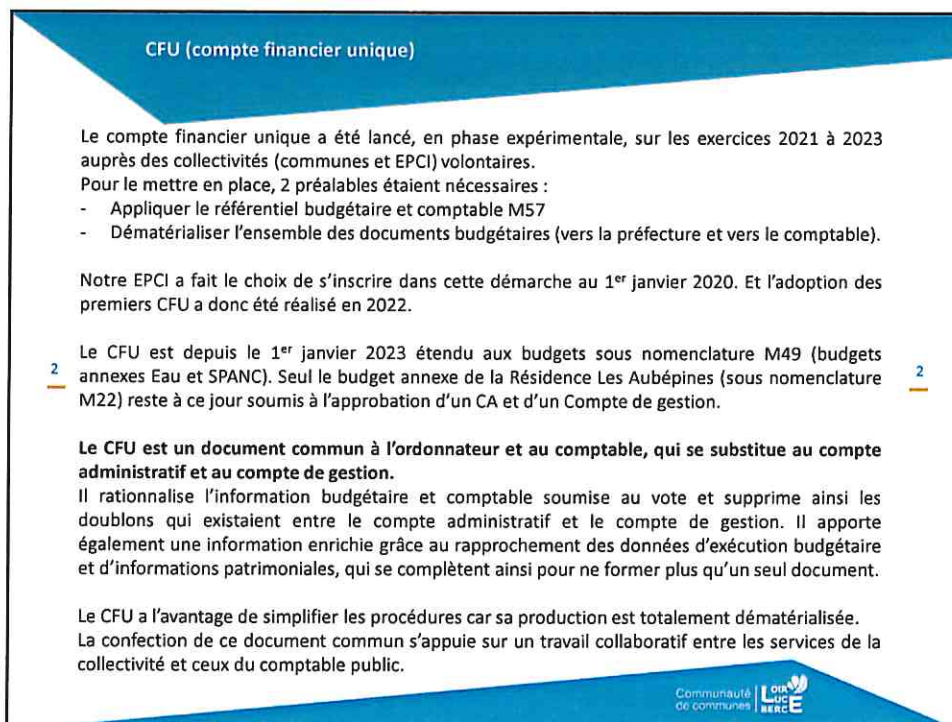 CFU (compte financier unique)
Le compte financier unique a été lancé, en phase expérimentale, sur les exercices 2021 à 2023
auprès des collectivités (communes et EPCI) volontaires.
Pour le mettre en place, 2 préalables étaient nécessaires :
- Appliquer le référentiel budgétaire et comptable M57
- Dématérialiser l'ensemble des documents budgétaires (vers la préfecture et vers le comptable).
Notre EPCI a fait le choix de s'inscrire dans cette démarche au 1er janvier 2020. Et l'adoption des
premiers CFU a donc été réalisé en 2022.
Le CFU est depuis le 1er janvier 2023 étendu aux budgets sous nomenclature M49 (budgets
2 annexes Eau et SPANC). Seul le budget annexe de la Résidence Les Aubépines (sous nomenclature 2
M22) reste à ce jour soumis à l'approbation d'un CA et d'un Compte de gestion.
Le CFU est un document commun à l'ordonnateur et au comptable, qui se substitue au compte
administratif et au compte de gestion.
Il rationnalise l'information budgétaire et comptable soumise au vote et supprime ainsi les
doublons qui existaient entre le compte administratif et le compte de gestion. Il apporte
également une information enrichie grâce au rapprochement des données d'exécution budgétaire
et d'informations patrimoniales, qui se complètent ainsi pour ne former plus qu'un seul document.
Le CFU a l'avantage de simplifier les procédures car sa production est totalement dématérialisée.
La confection de ce document commun s'appuie sur un travail collaboratif entre les services de la
collectivité et ceux du comptable public.
Communauté
de communes
LOIR
LUCE
BERCE